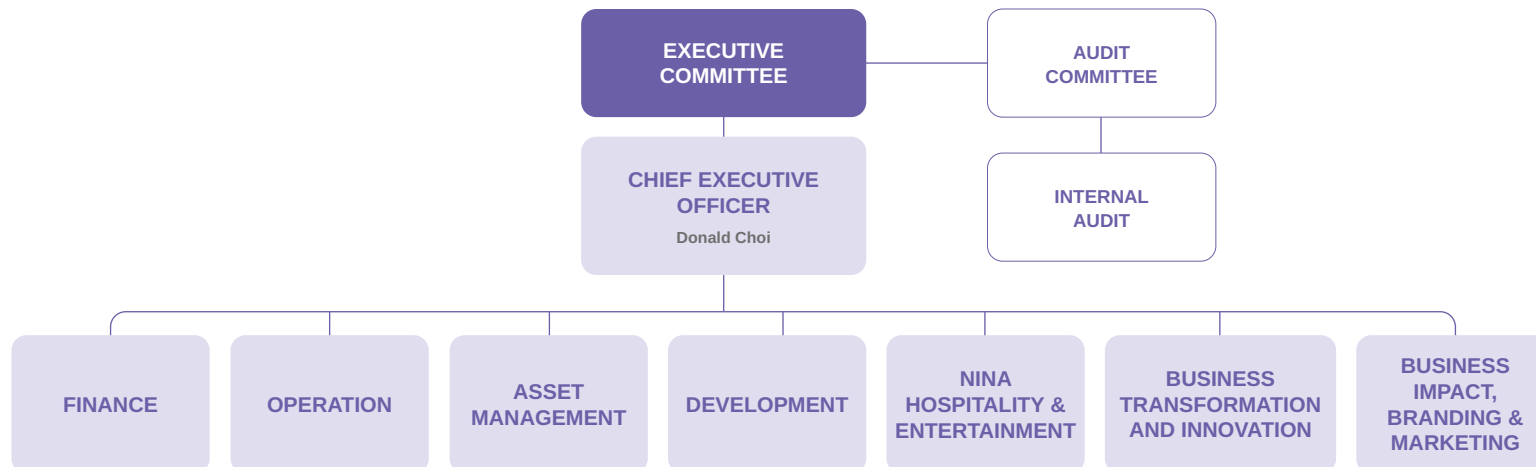 EXECUTIVE
COMMITTEE
AUDIT
COMMITTEE
CHIEF EXECUTIVE
OFFICER
Donald Choi
INTERNAL
AUDIT
FINANCE
OPERATION
ASSET
MANAGEMENT
DEVELOPMENT
NINA
HOSPITALITY &
ENTERTAINMENT
BUSINESS
TRANSFORMATION
AND INNOVATION
BUSINESS
IMPACT,
BRANDING &
MARKETING